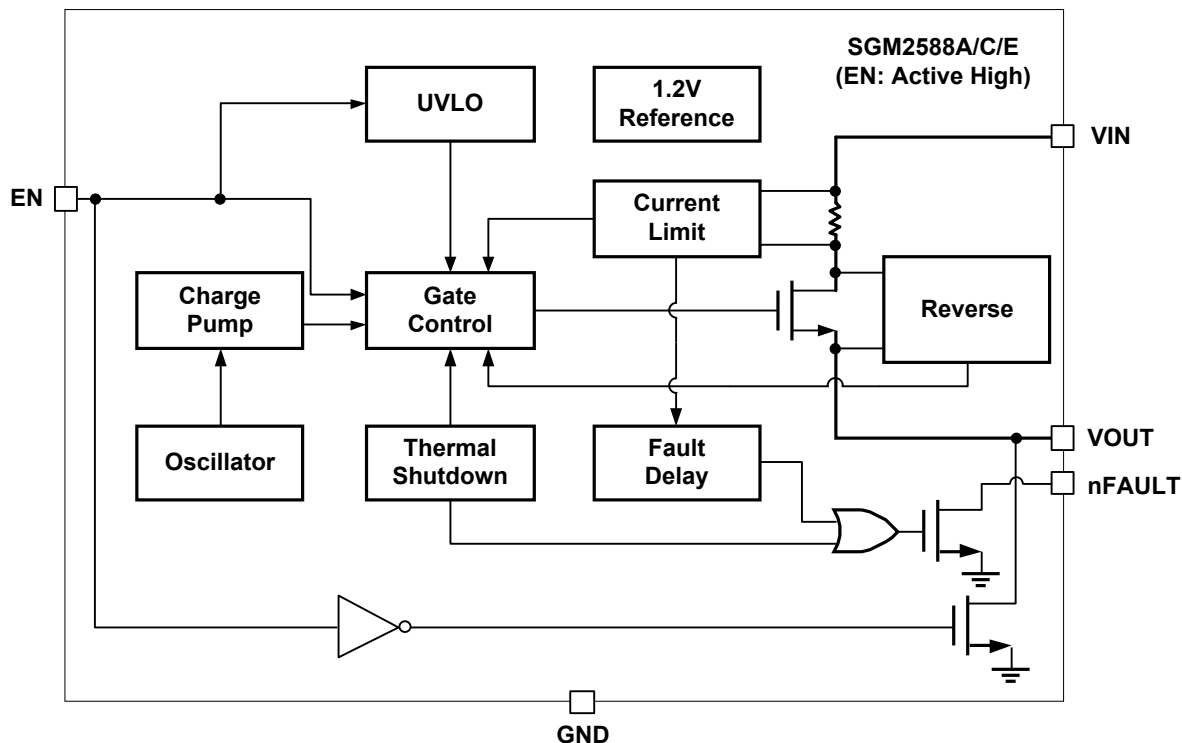 SGM2588A/C/E
(EN: Active High)
UVLO
1.2V
Reference
VIN
EN
Current
Limit
Charge
Pump
Gate
Control
Reverse
Oscillator
Thermal
Shutdown
Fault
Delay
VOUT
nFAULT
GND